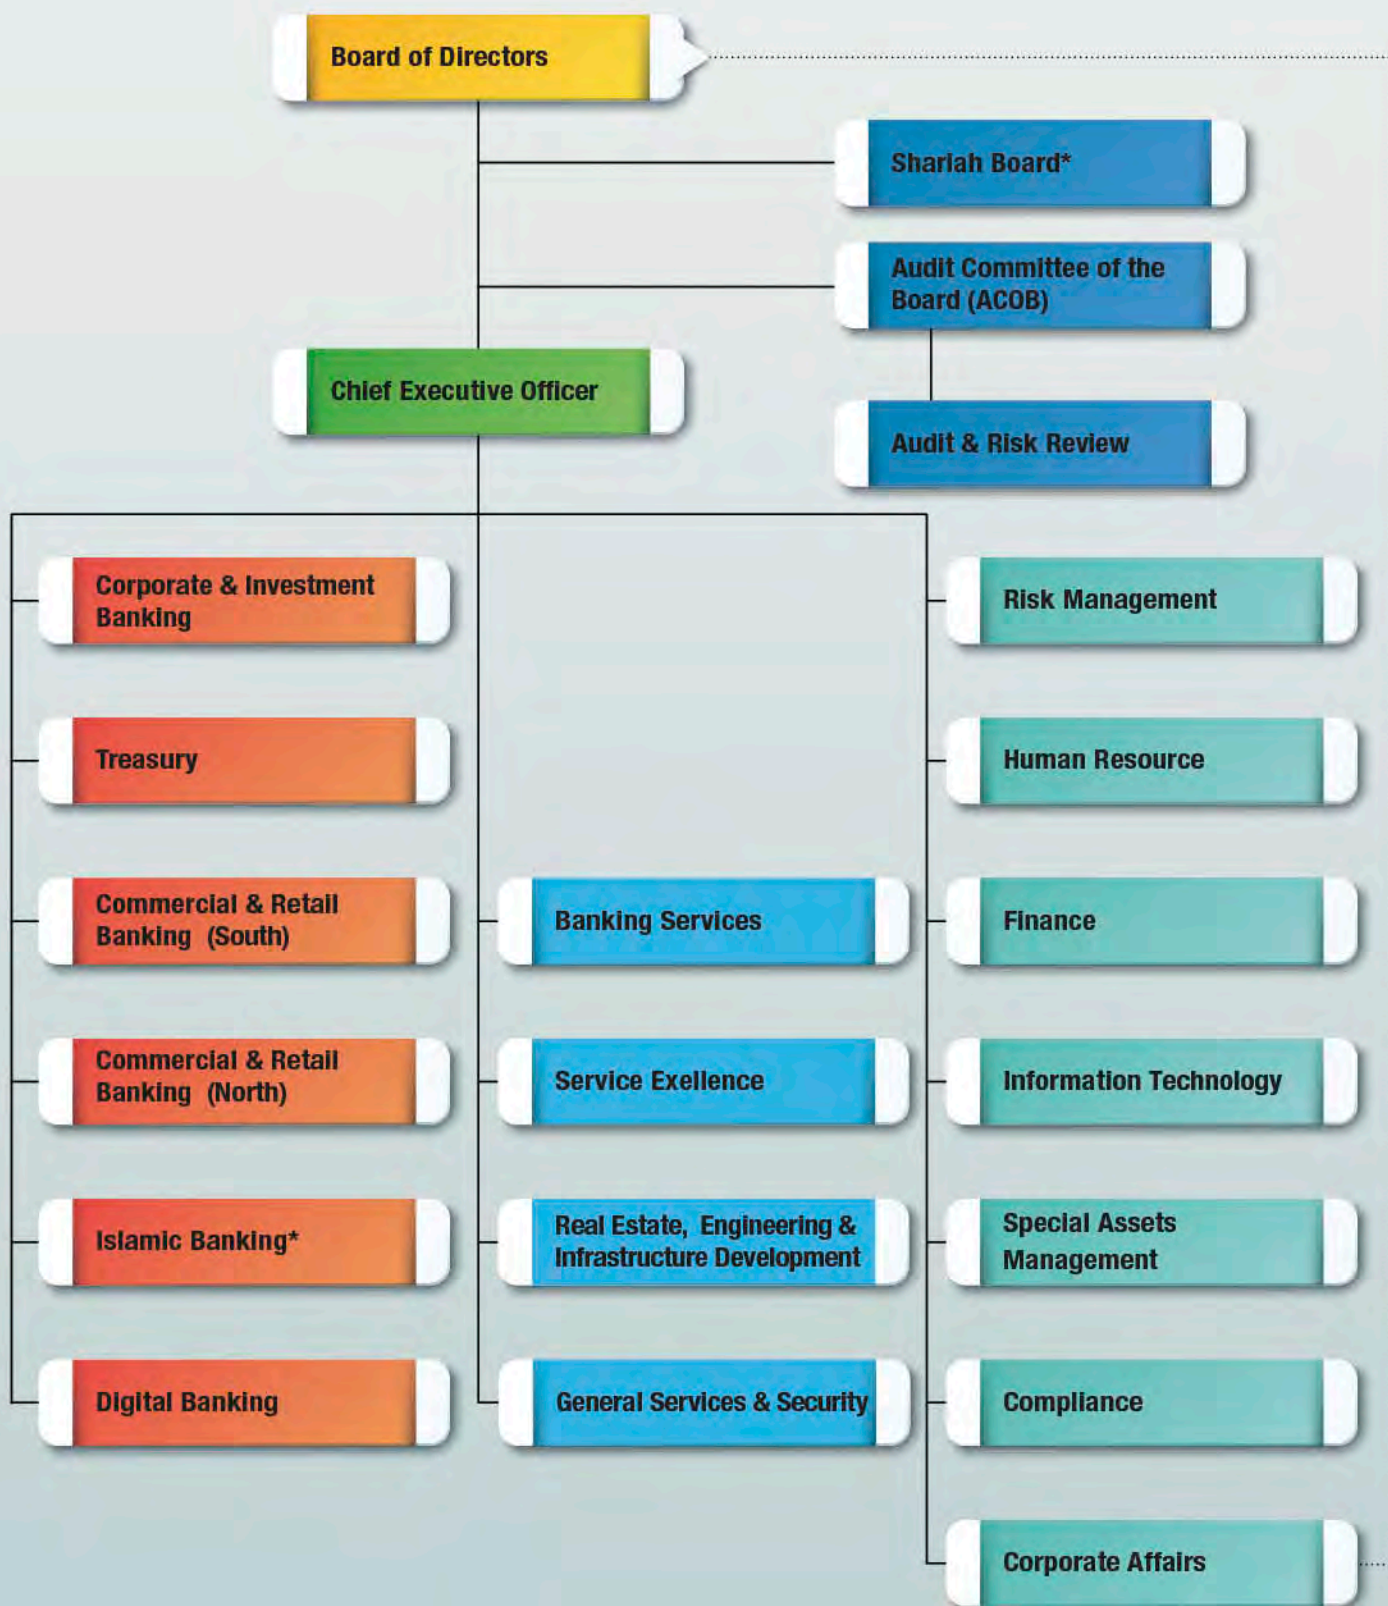 Board of Directors
Shariah Board*
Audit Committee of the
Board (ACOB)
Chief Executive Officer
Audit & Risk Review
Corporate & Investment
Banking
Treasury
Commercial & Retail
Banking (South)
Commercial & Retail
Banking (North)
Islamic Banking*
Digital Banking
Banking Services
Service Exellence
Real Estate, Engineering &
Infrastructure Development
General Services & Security
Risk Management
Human Resource
Finance
Information Technology
Special Assets
Management
Compliance
Corporate Affairs